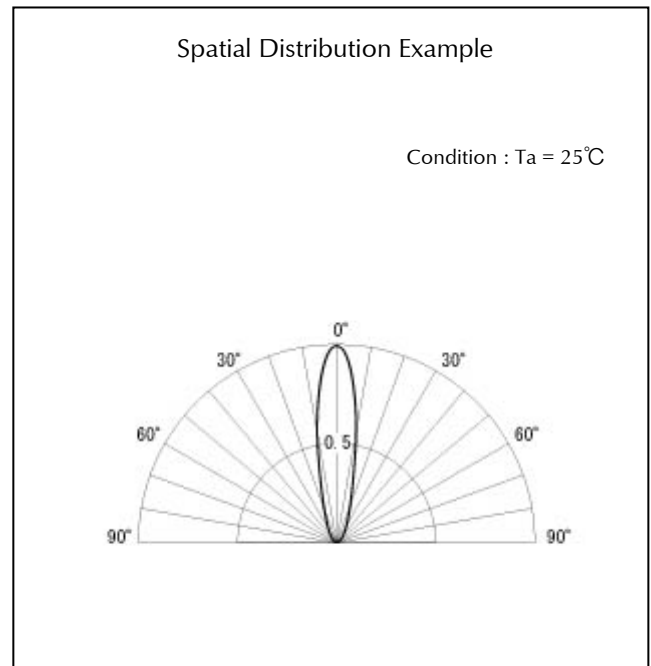 Spatial Distribution Example
Condition : Ta = 25℃
0°
30° 30°
60° 0.5 60°
90° 90°